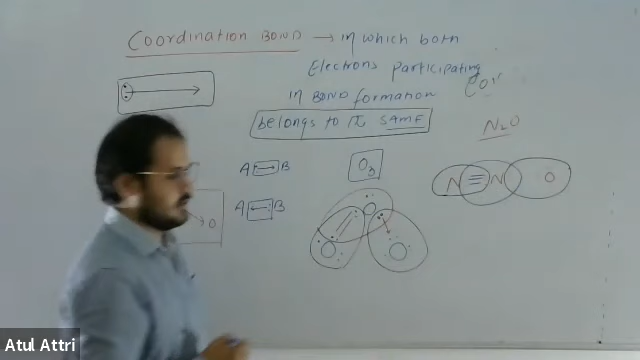 COORDINATION BOND → in which both
Electrons participating
in BOND formation
belongs to the SAME
N₂O
A → B
O₃
A ← B
N ≡ N O
O
Atul Attri